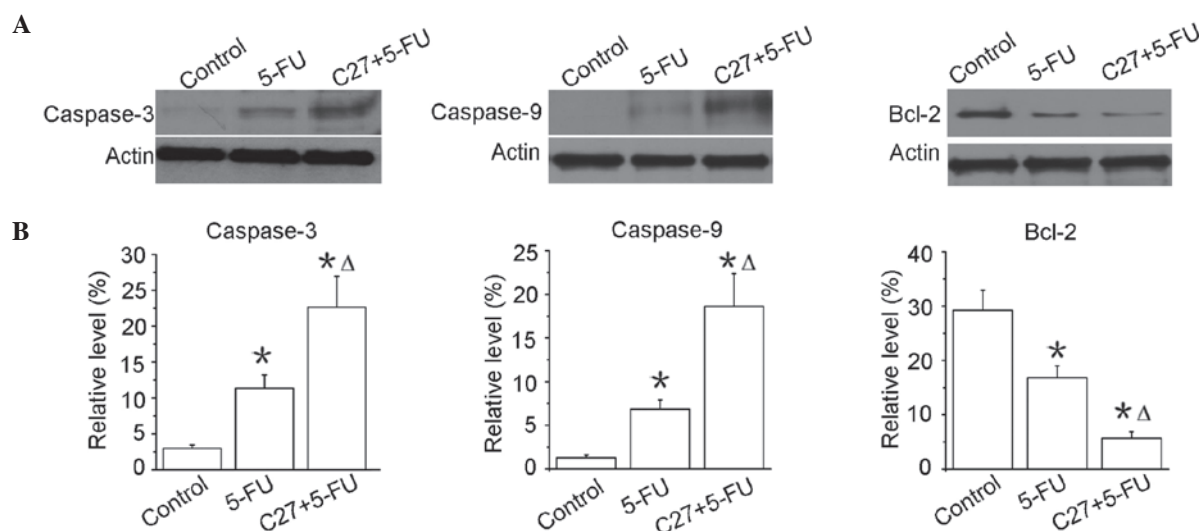 A
Control 5-FU C27+5-FU
Caspase-3
Actin
Control 5-FU C27+5-FU
Caspase-9
Actin
Control 5-FU C27+5-FU
Bcl-2
Actin
B
Caspase-3
Relative level (%)
30
25
20
15
10
5
0
*
* Δ
Control 5-FU C27+5-FU
Caspase-9
Relative level (%)
25
20
15
10
5
0
*
* Δ
Control 5-FU C27+5-FU
Bcl-2
Relative level (%)
40
30
20
10
0
*
* Δ
Control 5-FU C27+5-FU